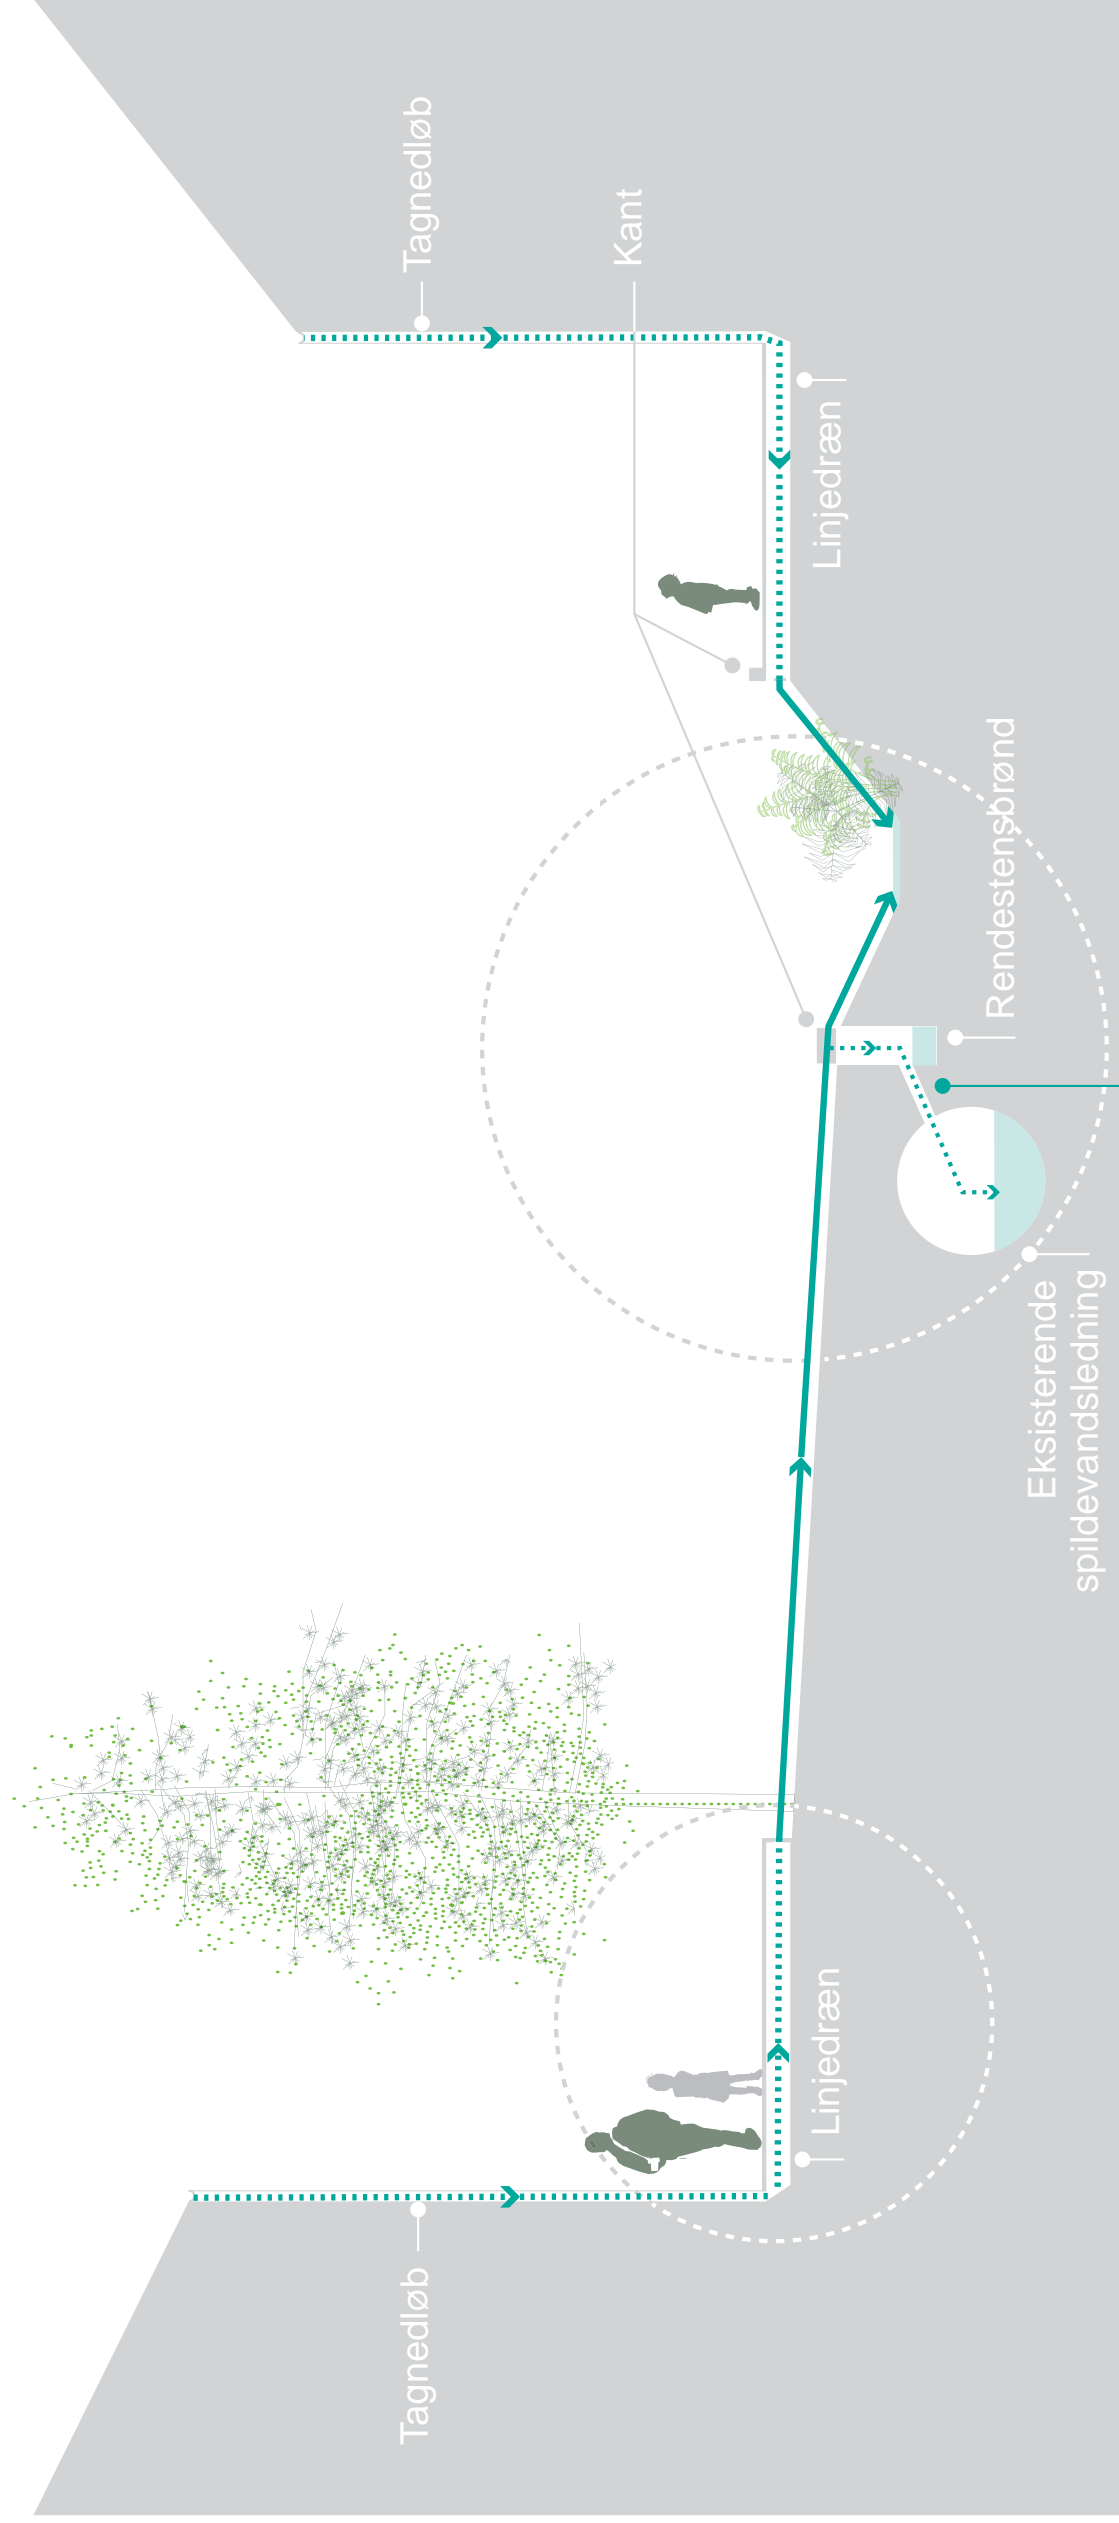 Tagnedløb
Tagnedløb
Kant
Linjedræn
Linjedræn
Rendestensbrønd
Eksisterende
spildevandsledning